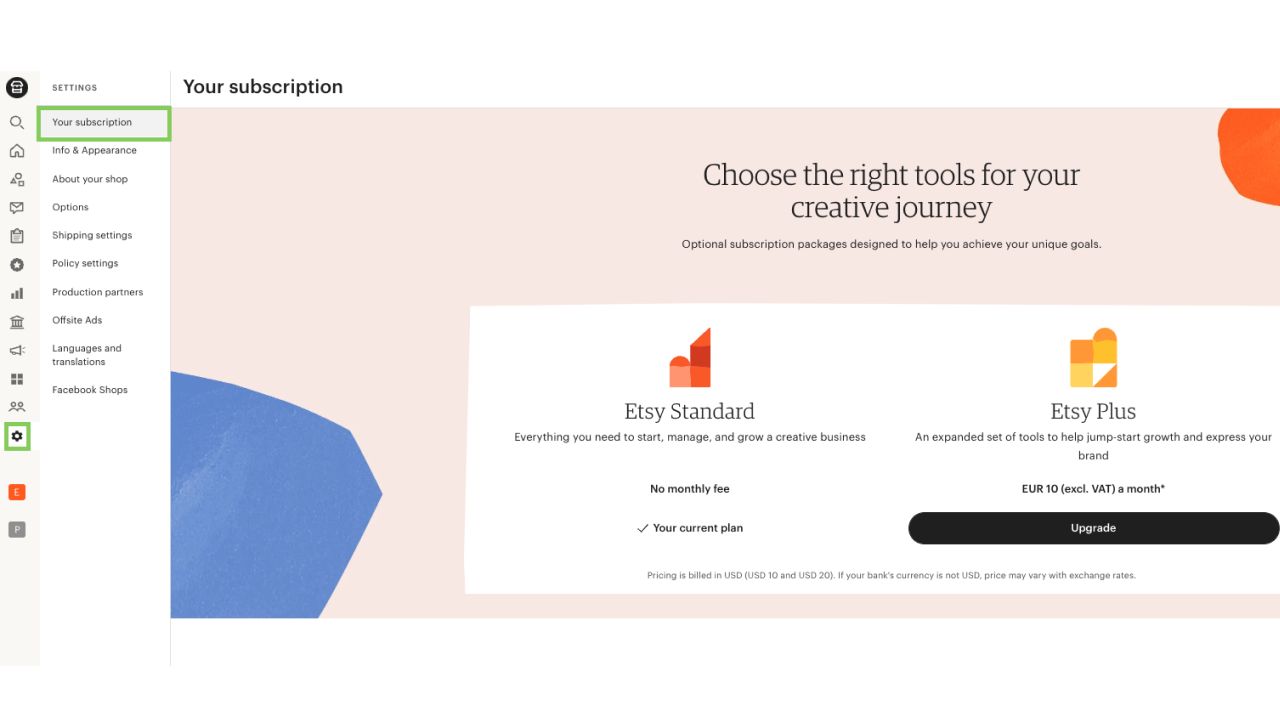 SETTINGS
Your subscription
Info & Appearance
About your shop
Options
Shipping settings
Policy settings
Production partners
Offsite Ads
Languages and
translations
Facebook Shops
E
P
Your subscription
Choose the right tools for your
creative journey
Optional subscription packages designed to help you achieve your unique goals.
Etsy Standard
Everything you need to start, manage, and grow a creative business
No monthly fee
Your current plan
Etsy Plus
An expanded set of tools to help jump-start growth and express your
brand
EUR 10 (excl. VAT) a month*
Upgrade
Pricing is billed in USD (USD 10 and USD 20). If your bank's currency is not USD, price may vary with exchange rates.